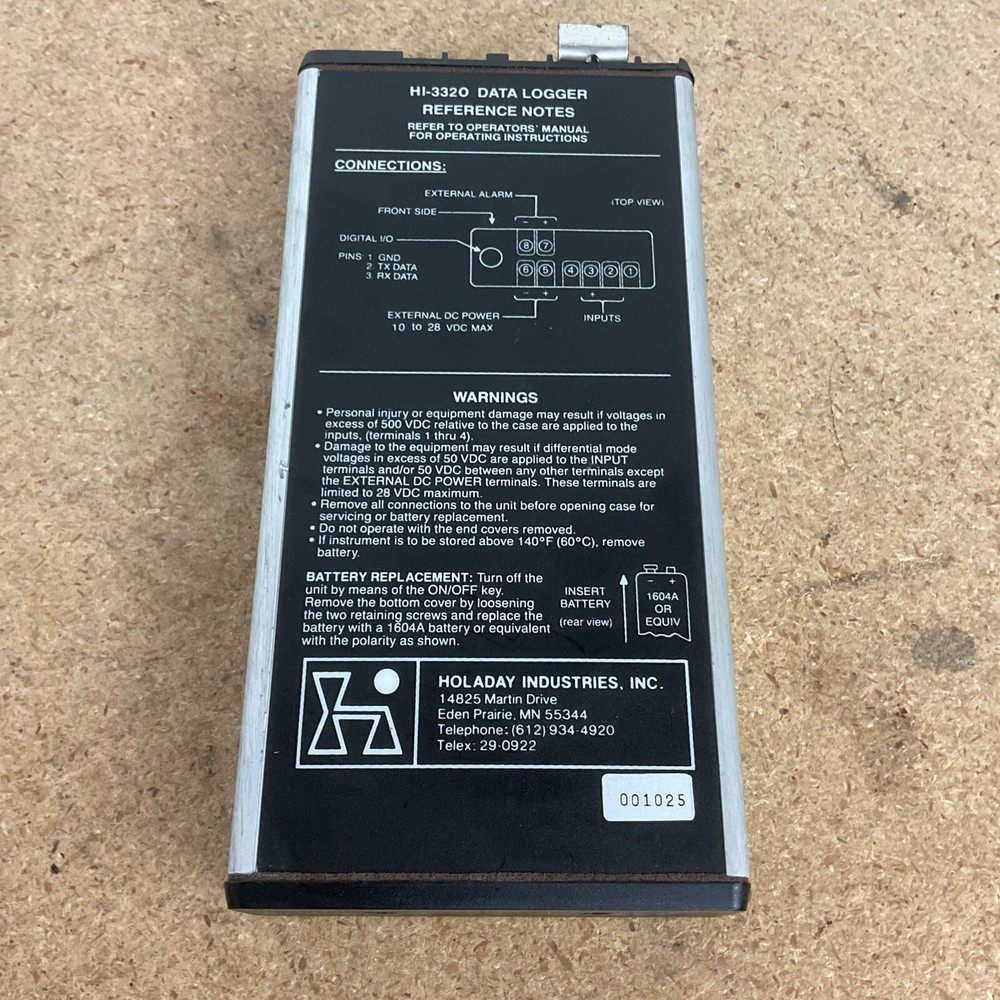 HI-3320 DATA LOGGER
REFERENCE NOTES
REFER TO OPERATORS' MANUAL
FOR OPERATING INSTRUCTIONS
CONNECTIONS:
EXTERNAL ALARM
(TOP VIEW)
FRONT SIDE
- +
DIGITAL I/O
8 7
PINS: 1 GND
2. TX DATA
3. RX DATA
6 5 4 3 2 1
- + +
EXTERNAL DC POWER
10 to 28 VDC MAX
INPUTS
WARNINGS
• Personal injury or equipment damage may result if voltages in
excess of 500 VDC relative to the case are applied to the
inputs, (terminals 1 thru 4).
• Damage to the equipment may result if differential mode
voltages in excess of 50 VDC are applied to the INPUT
terminals and/or 50 VDC between any other terminals except
the EXTERNAL DC POWER terminals. These terminals are
limited to 28 VDC maximum.
• Remove all connections to the unit before opening case for
servicing or battery replacement.
• Do not operate with the end covers removed.
• If instrument is to be stored above 140°F (60°C), remove
battery.
BATTERY REPLACEMENT: Turn off the
unit by means of the ON/OFF key.
Remove the bottom cover by loosening
the two retaining screws and replace the
battery with a 1604A battery or equivalent
with the polarity as shown.
INSERT
BATTERY
(rear view)
- +
1604A
OR
EQUIV
HOLADAY INDUSTRIES, INC.
14825 Martin Drive
Eden Prairie, MN 55344
Telephone: (612) 934-4920
Telex: 29-0922
001025